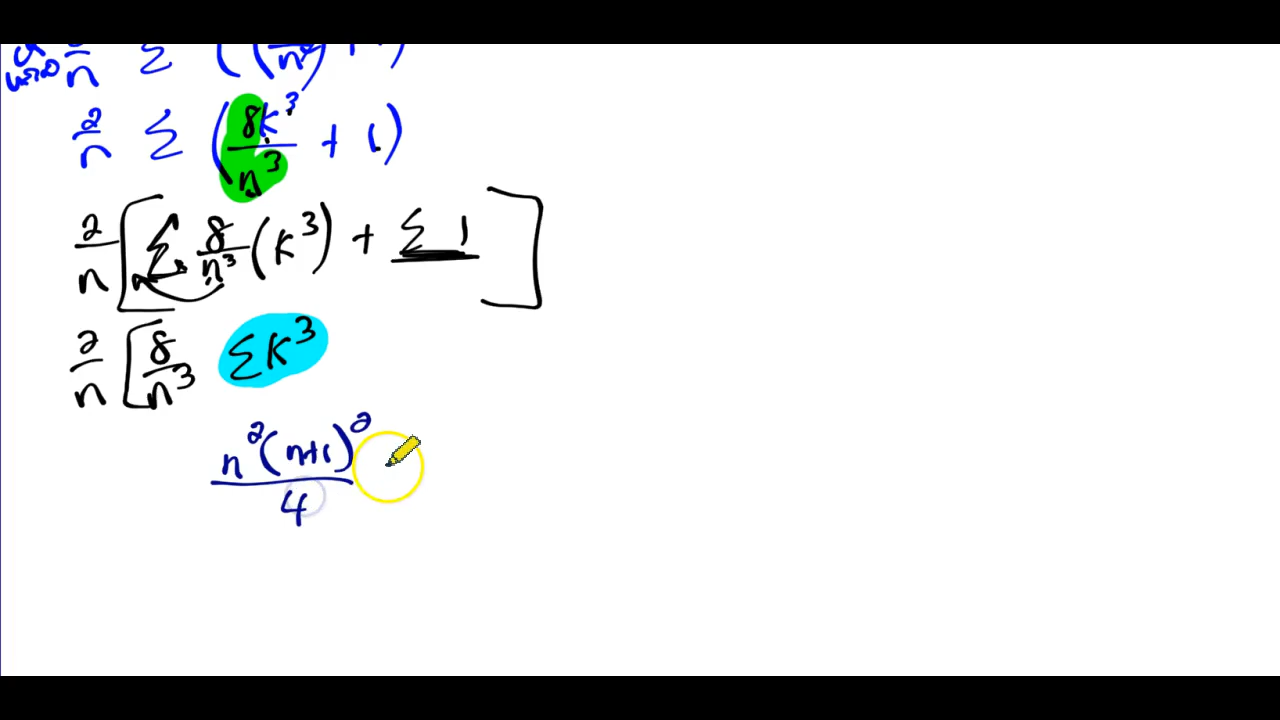 2/n Σ (8k³/n³ + 1)
2/n [Σ 8/n³ (k³) + Σ 1]
2/n [8/n³ Σk³
n²(n+1)²/4